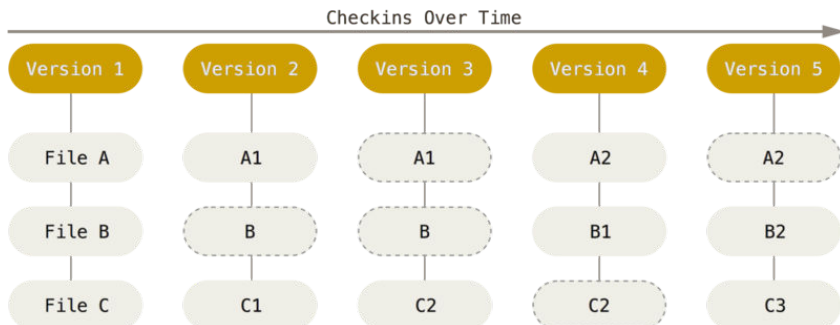 Checkins Over Time
Version 1 Version 2 Version 3 Version 4 Version 5
File A A1 A1 A2 A2
File B B B B1 B2
File C C1 C2 C2 C3